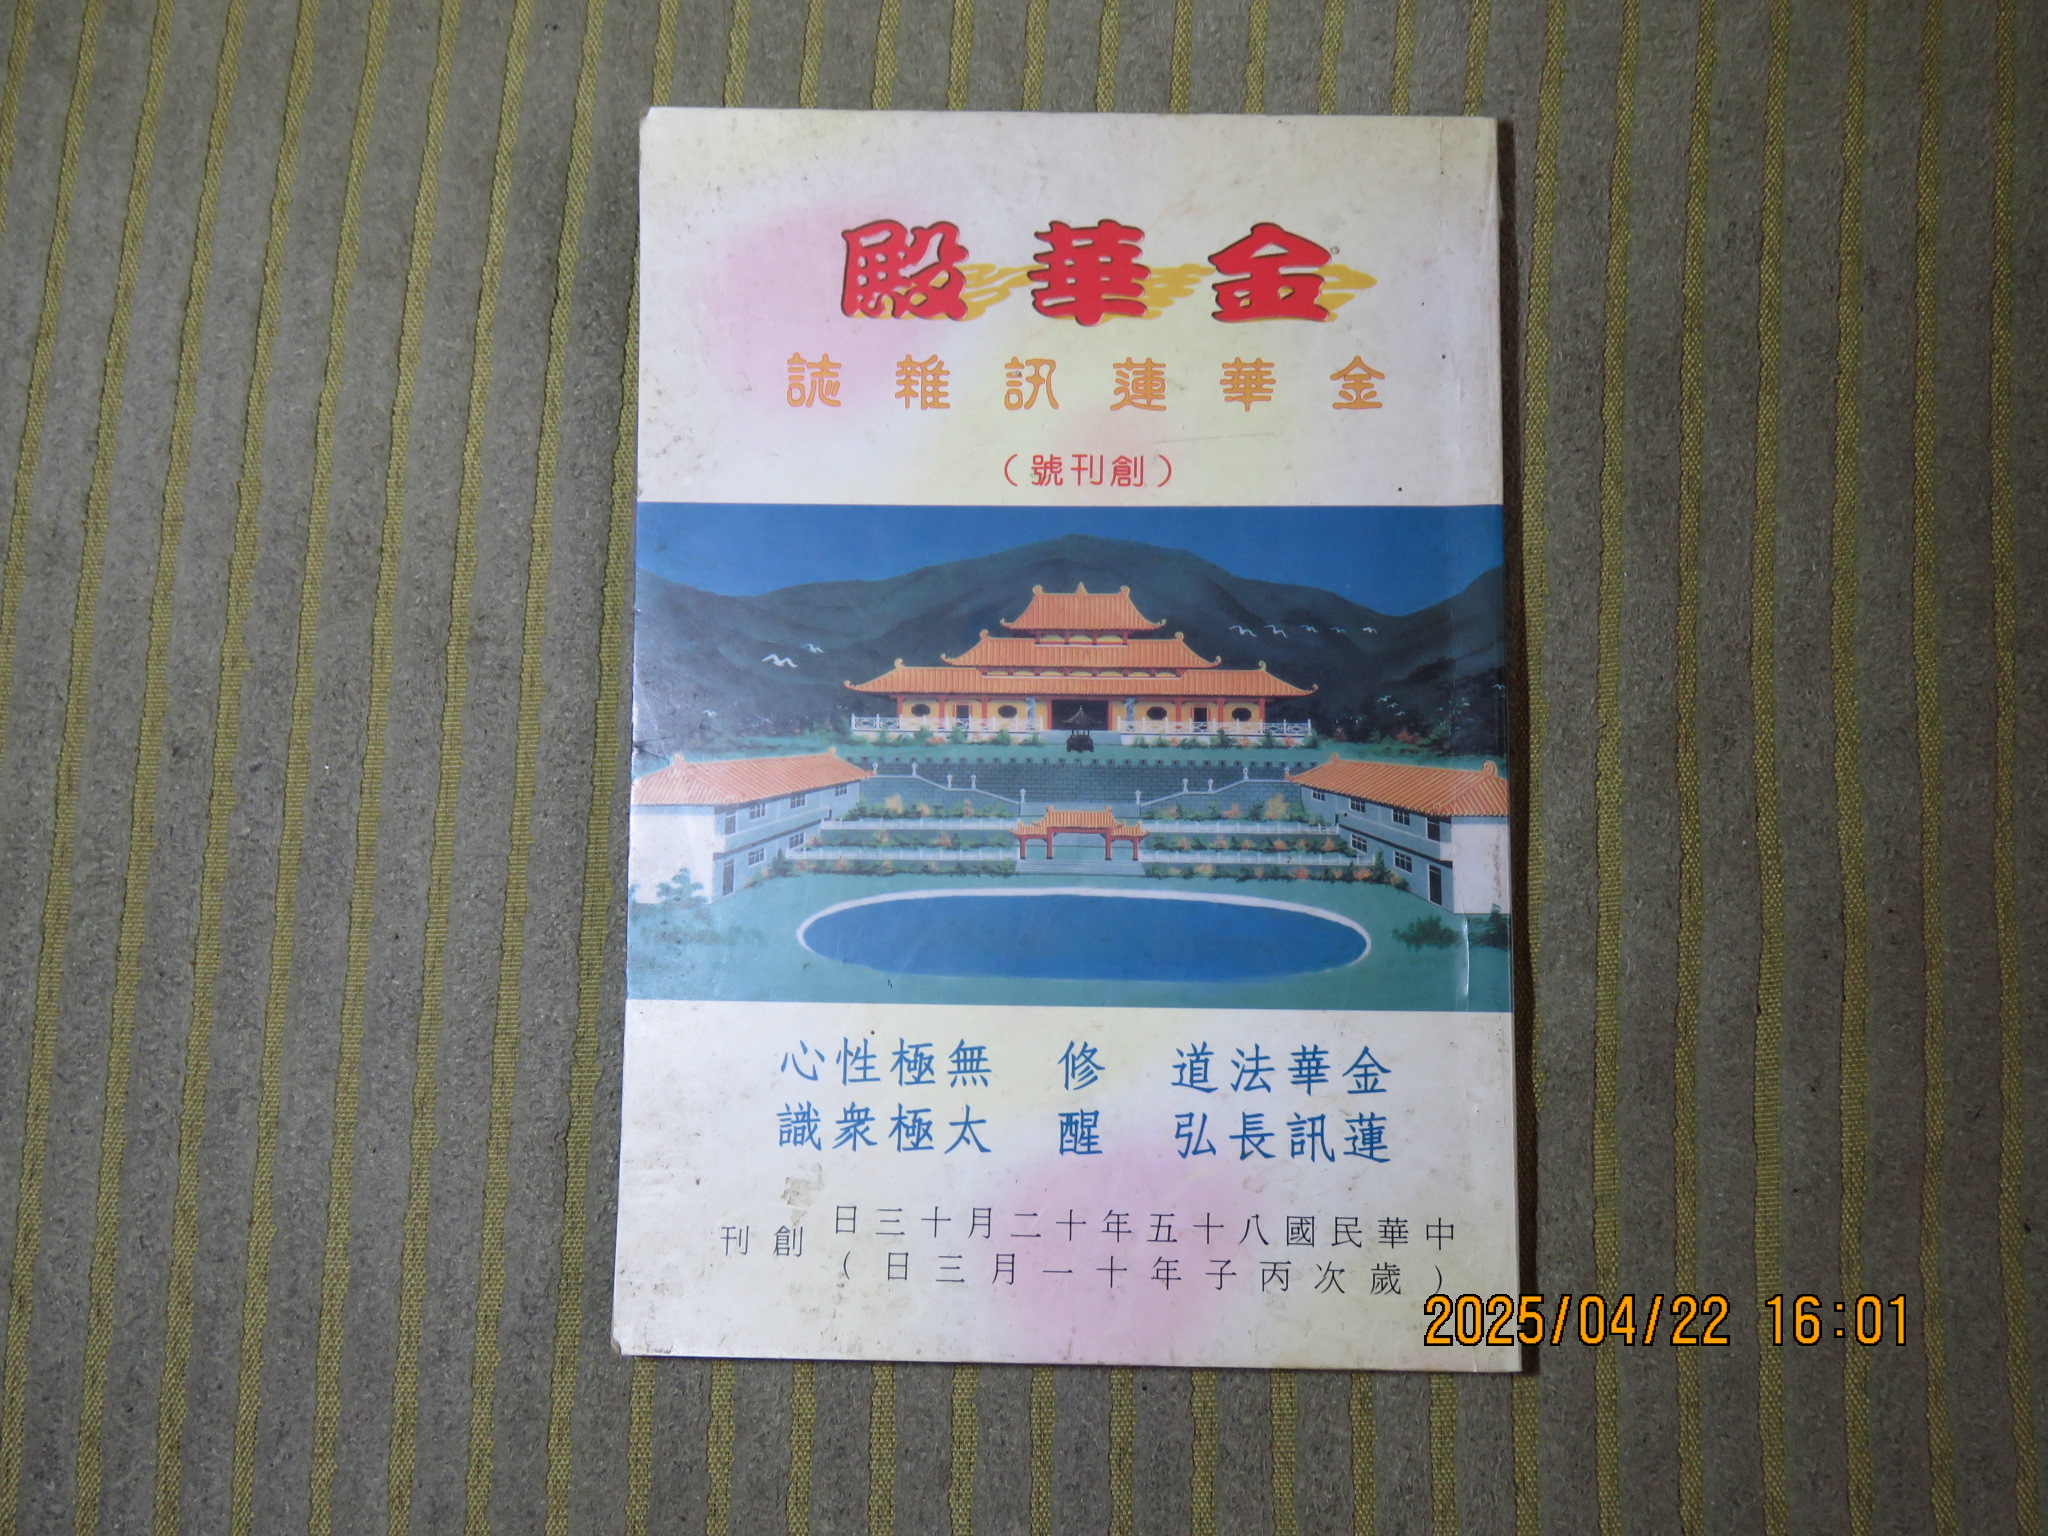 金華殿
金華蓮訊雜誌
（創刊號）
金華法道　修　無極性心
蓮訊長弘　醒　太極衆識
中華民國八十五年十二月十三日
（歲次丙子年十一月三日）
創刊
2025/04/22 16:01